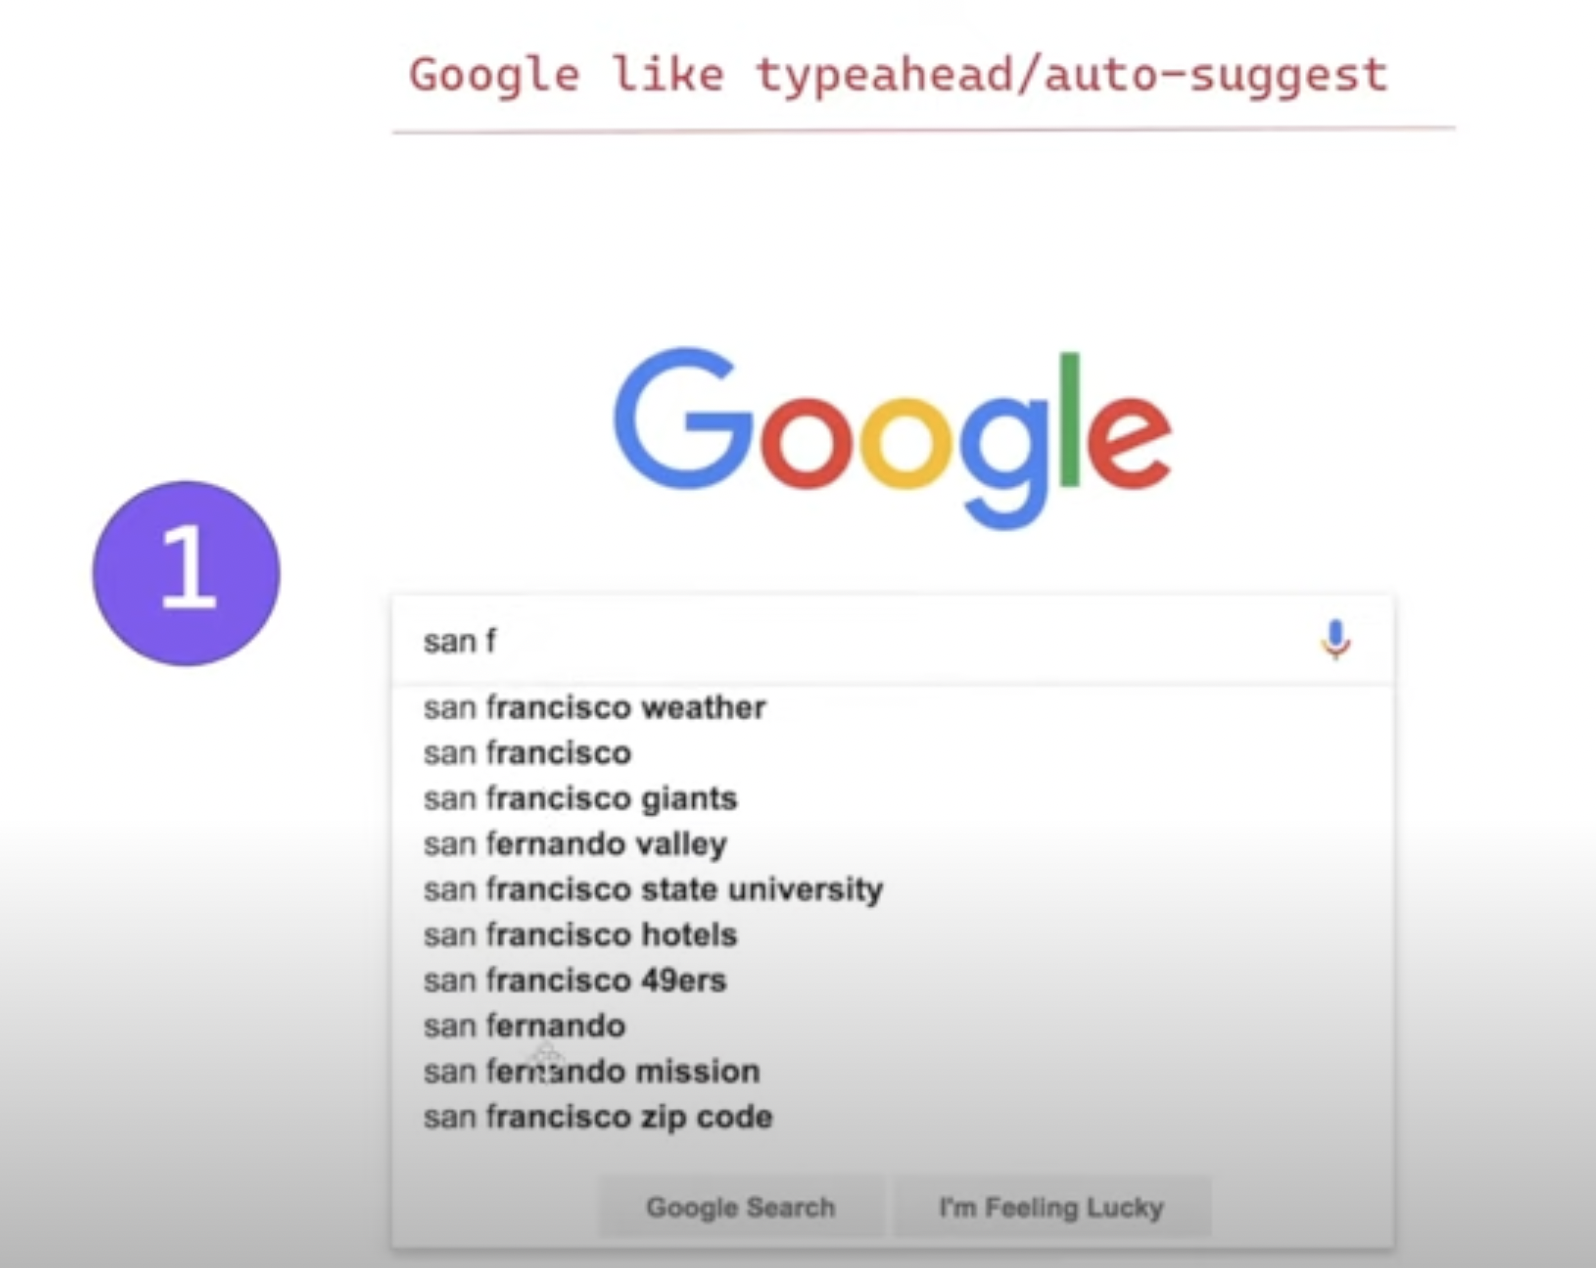 Google like typeahead/auto-suggest
Google
1
san f
san francisco weather
san francisco
san francisco giants
san fernando valley
san francisco state university
san francisco hotels
san francisco 49ers
san fernando
san fernando mission
san francisco zip code
Google Search
I'm Feeling Lucky